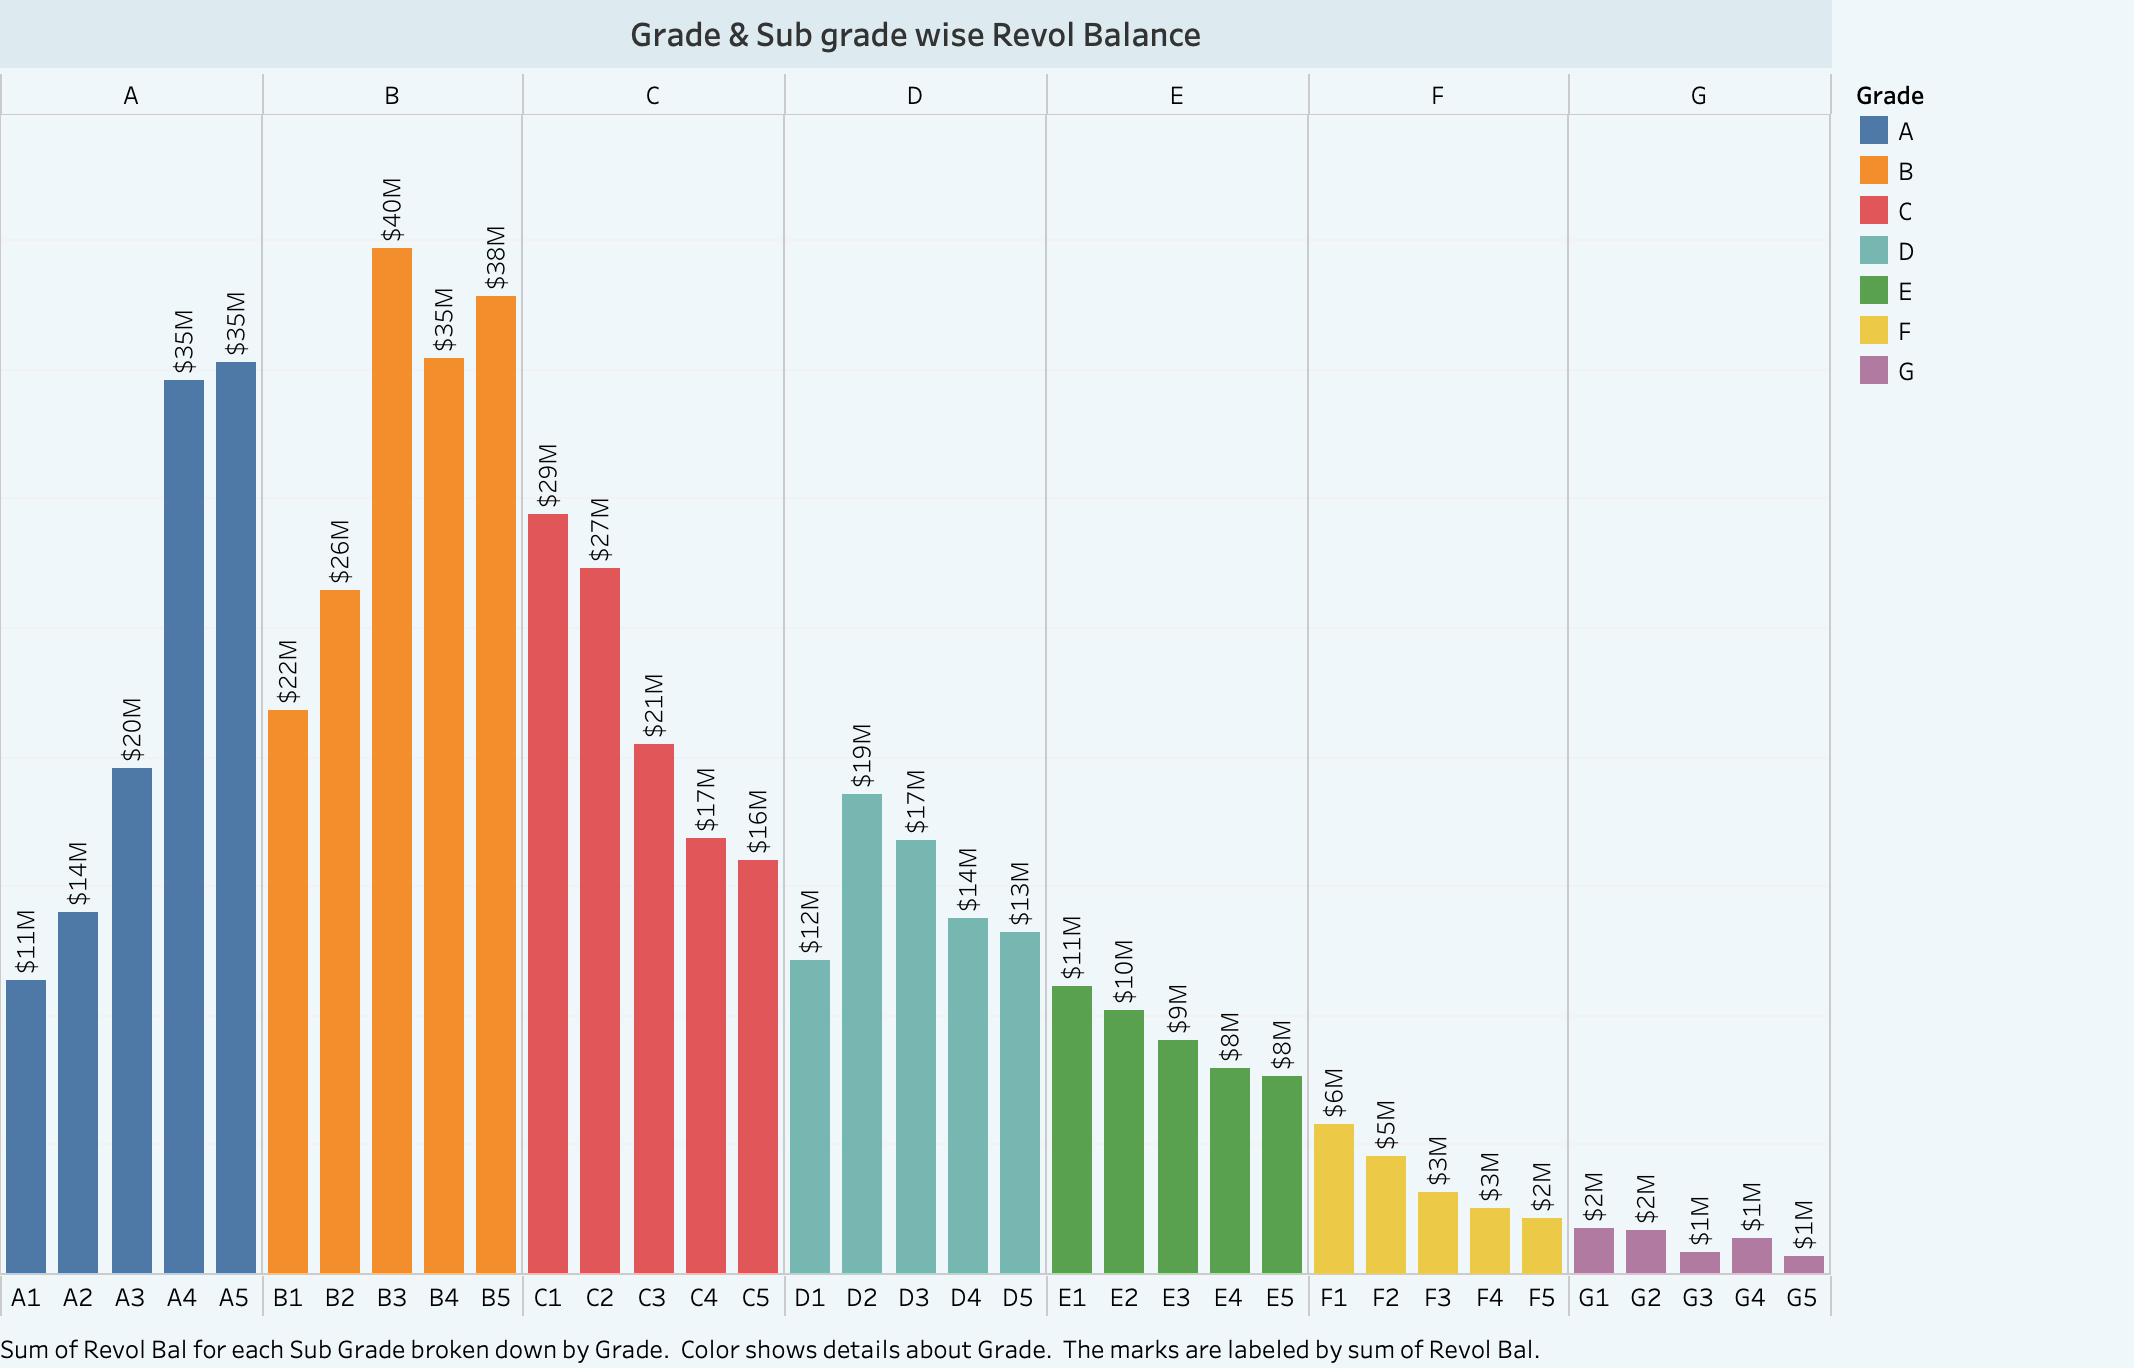 Grade & Sub grade wise Revol Balance
A B C D E F G
Grade
A
B
C
D
E
F
G
$11M $14M $20M $35M $35M $22M $26M $40M $35M $38M $29M $27M $21M $17M $16M $12M $19M $17M $14M $13M $11M $10M $9M $8M $8M $6M $5M $3M $3M $2M $2M $2M $1M $1M $1M
A1 A2 A3 A4 A5 B1 B2 B3 B4 B5 C1 C2 C3 C4 C5 D1 D2 D3 D4 D5 E1 E2 E3 E4 E5 F1 F2 F3 F4 F5 G1 G2 G3 G4 G5
Sum of Revol Bal for each Sub Grade broken down by Grade.  Color shows details about Grade.  The marks are labeled by sum of Revol Bal.